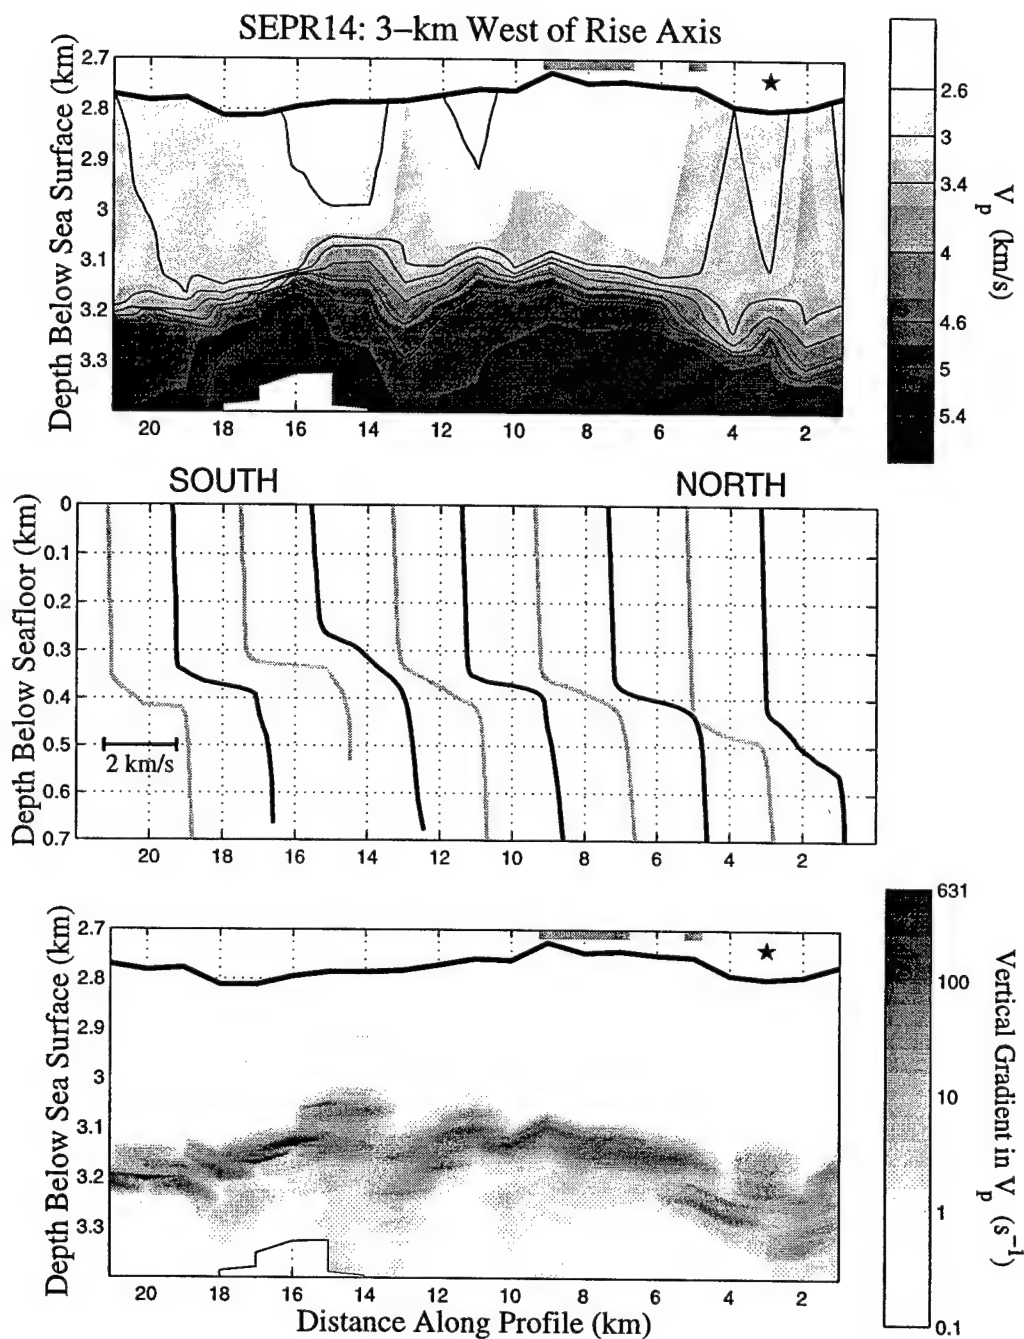 SEPR14: 3–km West of Rise Axis
Depth Below Sea Surface (km)
2.7
2.8
2.9
3
3.1
3.2
3.3
20 18 16 14 12 10 8 6 4 2
2.6
3
3.4
4
4.6
5
5.4
Vp (km/s)
SOUTH NORTH
Depth Below Seafloor (km)
0
0.1
0.2
0.3
0.4
0.5
0.6
0.7
2 km/s
20 18 16 14 12 10 8 6 4 2
Depth Below Sea Surface (km)
2.7
2.8
2.9
3
3.1
3.2
3.3
20 18 16 14 12 10 8 6 4 2
Distance Along Profile (km)
631
100
10
1
0.1
Vertical Gradient in Vp (s⁻¹)